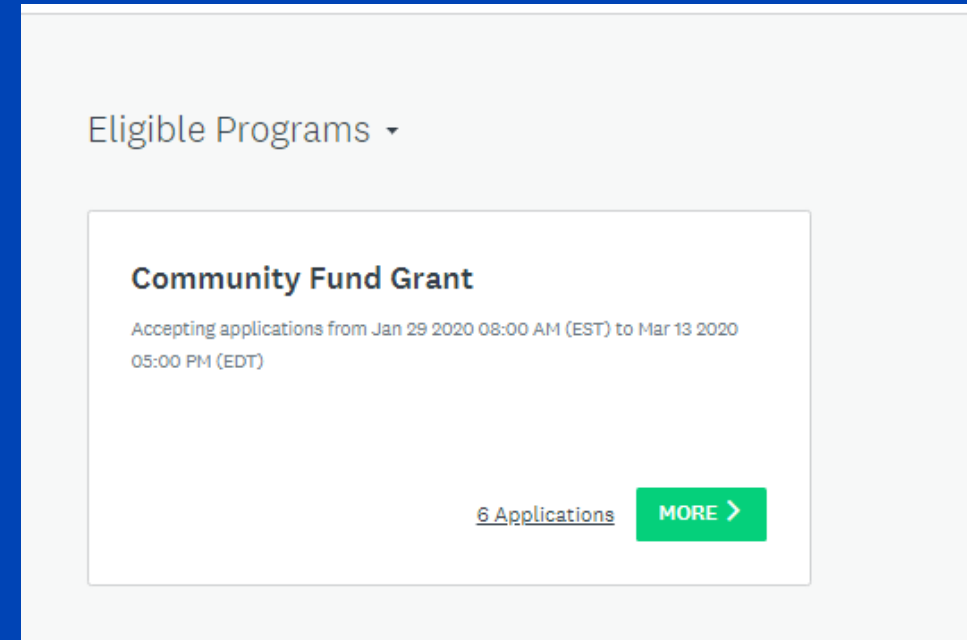 Eligible Programs
Community Fund Grant
Accepting applications from Jan 29 2020 08:00 AM (EST) to Mar 13 2020
05:00 PM (EDT)
6 Applications
MORE